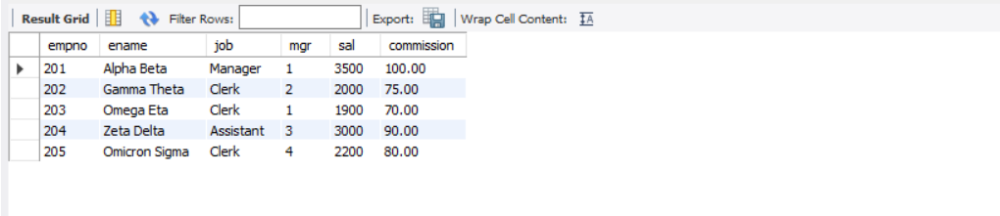 Result Grid Filter Rows: Export: Wrap Cell Content:
empno ename job mgr sal commission
201 Alpha Beta Manager 1 3500 100.00
202 Gamma Theta Clerk 2 2000 75.00
203 Omega Eta Clerk 1 1900 70.00
204 Zeta Delta Assistant 3 3000 90.00
205 Omicron Sigma Clerk 4 2200 80.00